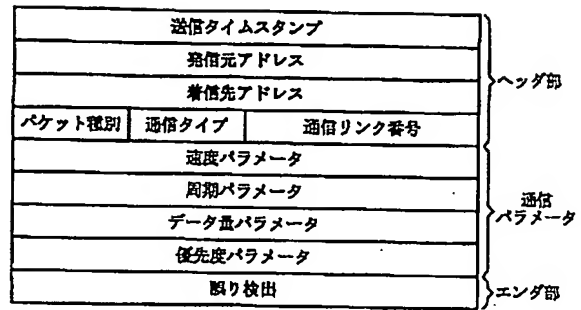 送信タイムスタンプ
発信元アドレス
着信先アドレス
ヘッダ部
パケット種別 通信タイプ 通信リンク番号
速度パラメータ
周期パラメータ
通信
パラメータ
データ量パラメータ
優先度パラメータ
誤り検出
エンダ部